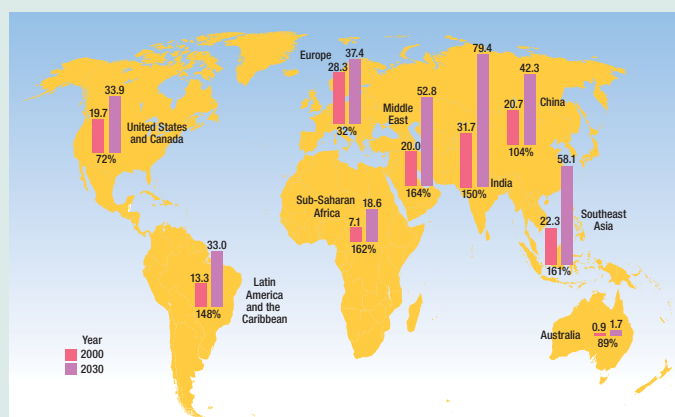 79.4
Europe
37.4
28.3
42.3
33.9
52.8
20.7
China
19.7
Middle
East
31.7
United States
and Canada
32%
20.0
104%
72%
58.1
164%
150%
India
Sub-Saharan
Africa
18.6
7.1
22.3
Southeast
Asia
162%
33.0
161%
13.3
Latin
America
and the
Caribbean
148%
0.9
1.7
Australia
89%
Year
2000
2030